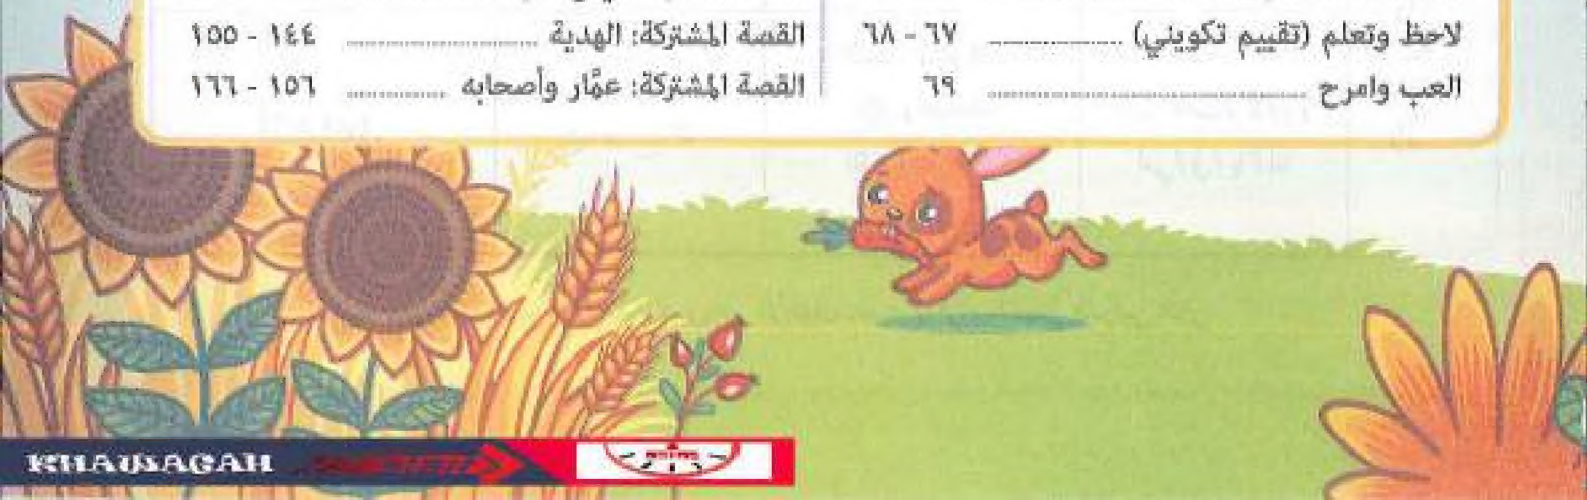 لاحظ وتعلم (تقييم تكويني) ........................ ٦٧ - ٦٨
العب وامرح ........................ ٦٩
القصة المشتركة: الهدية ........................ ١٤٤ - ١٥٥
القصة المشتركة: عمَّار وأصحابه ........................ ١٥٦ - ١٦٦
KHAWAGAH